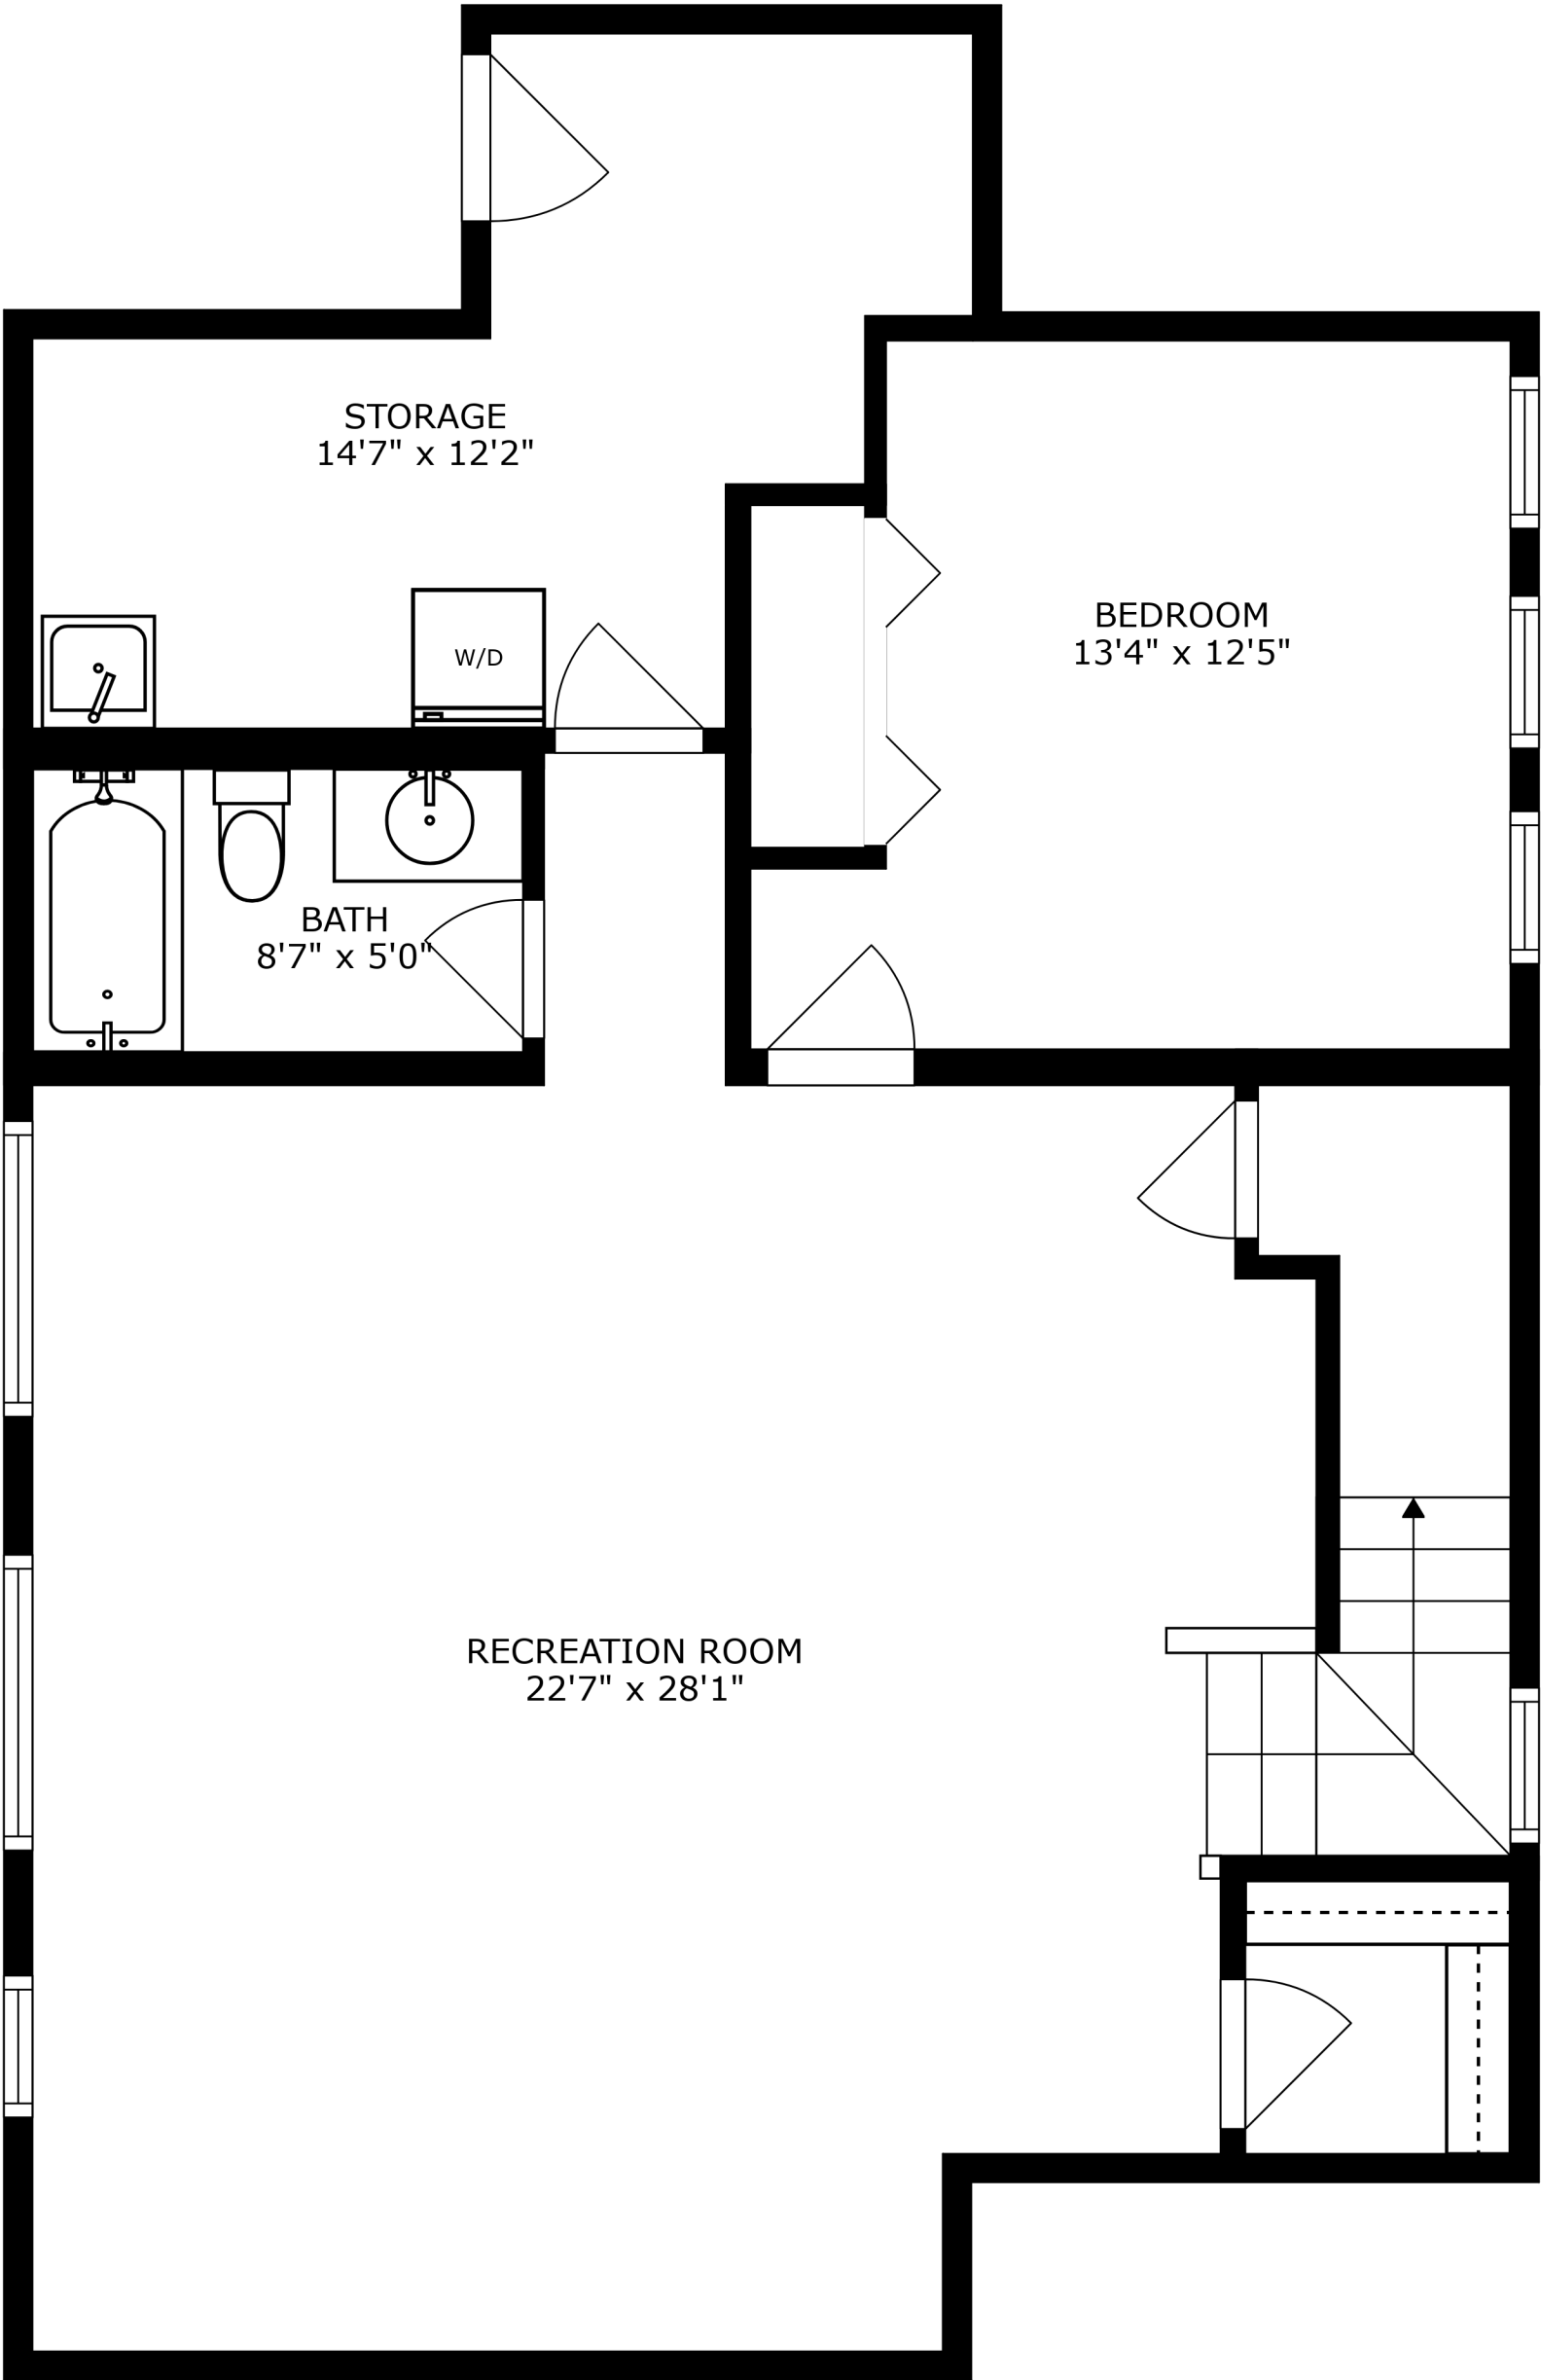 STORAGE
14'7" x 12'2"
W/D
BEDROOM
13'4" x 12'5"
BATH
8'7" x 5'0"
RECREATION ROOM
22'7" x 28'1"